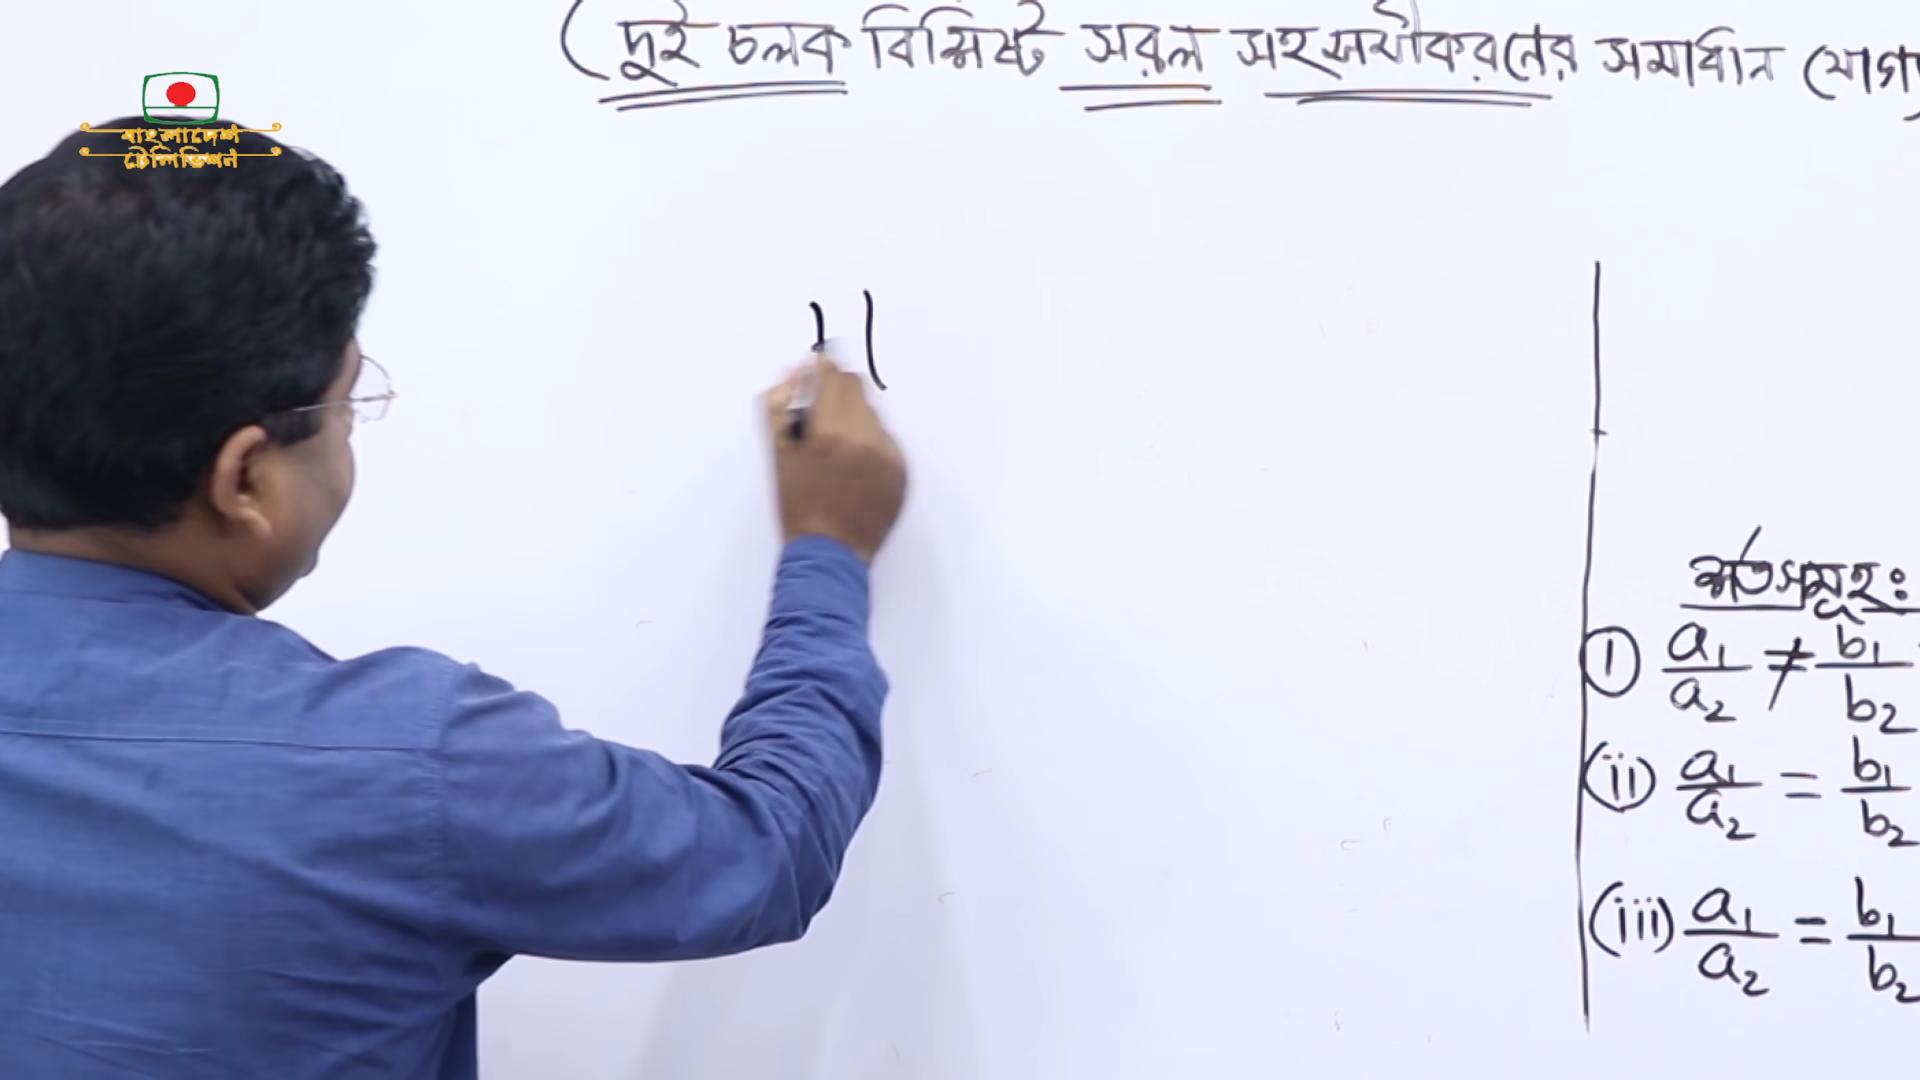 (দুই চলক বিশিষ্ট সরল সহসমীকরনের সমাধান যোগ্য
বাংলাদেশ
টেলিভিশন
শর্তসমূহঃ
(i) a₁/a₂ ≠ b₁/b₂
(ii) a₁/a₂ = b₁/b₂
(iii) a₁/a₂ = b₁/b₂